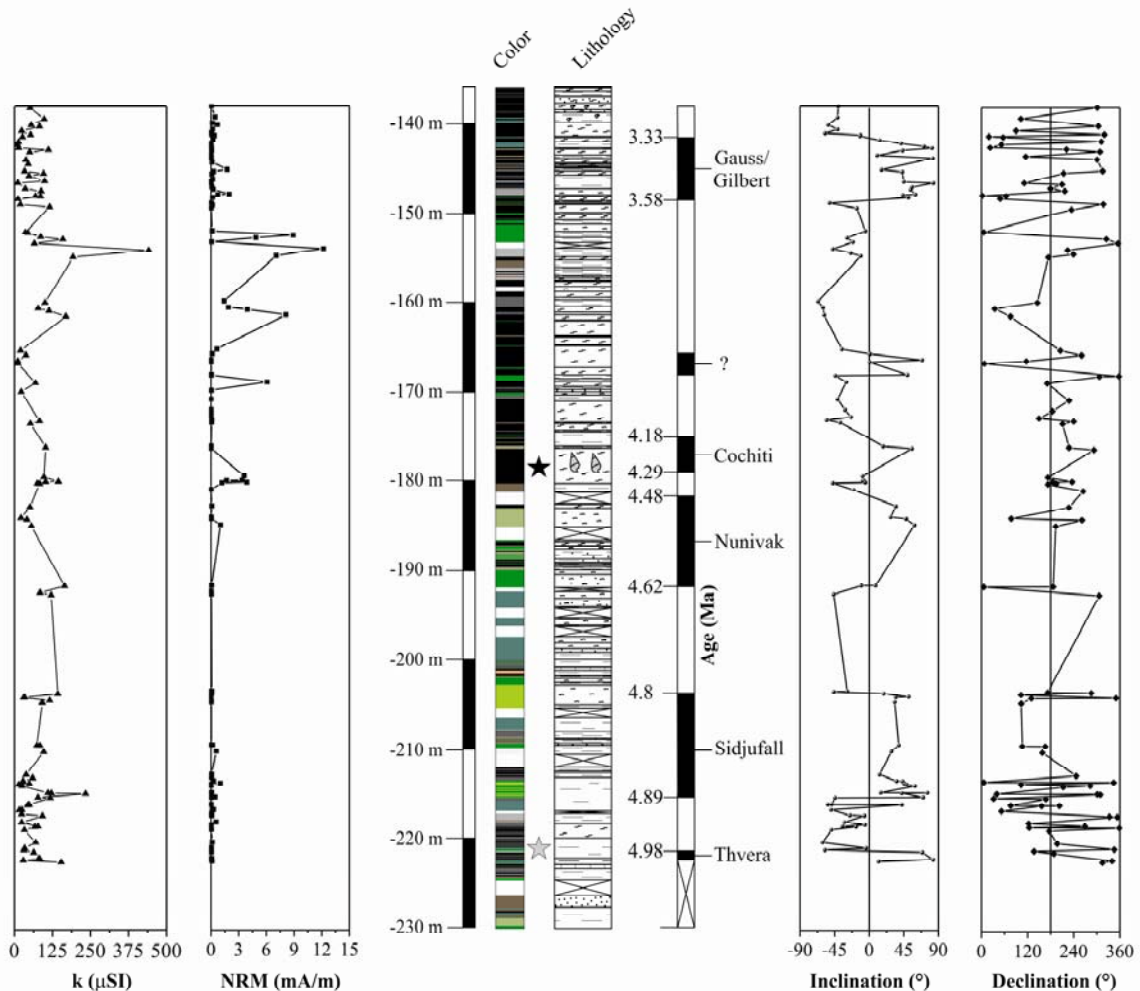 Color
Lithology
-140 m
-150 m
-160 m
-170 m
-180 m
-190 m
-200 m
-210 m
-220 m
-230 m
3.33
3.58
4.18
4.29
4.48
4.62
4.8
4.89
4.98
Gauss/
Gilbert
?
Cochiti
Nunivak
Sidjufall
Thvera
Age (Ma)
0 125 250 375 500
k (µSI)
0 3 6 9 12 15
NRM (mA/m)
-90 -45 0 45 90
Inclination (°)
0 120 240 360
Declination (°)